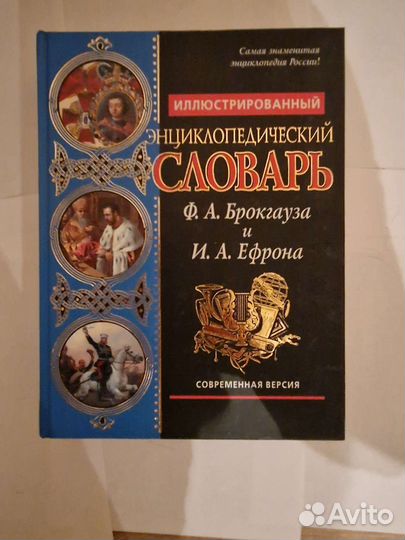 Самая знаменитая
энциклопедия России!
ИЛЛЮСТРИРОВАННЫЙ
ЭНЦИКЛОПЕДИЧЕСКИЙ
СЛОВАРЬ
Ф. А. Брокгауза
и
И. А. Ефрона
СОВРЕМЕННАЯ ВЕРСИЯ
Avito